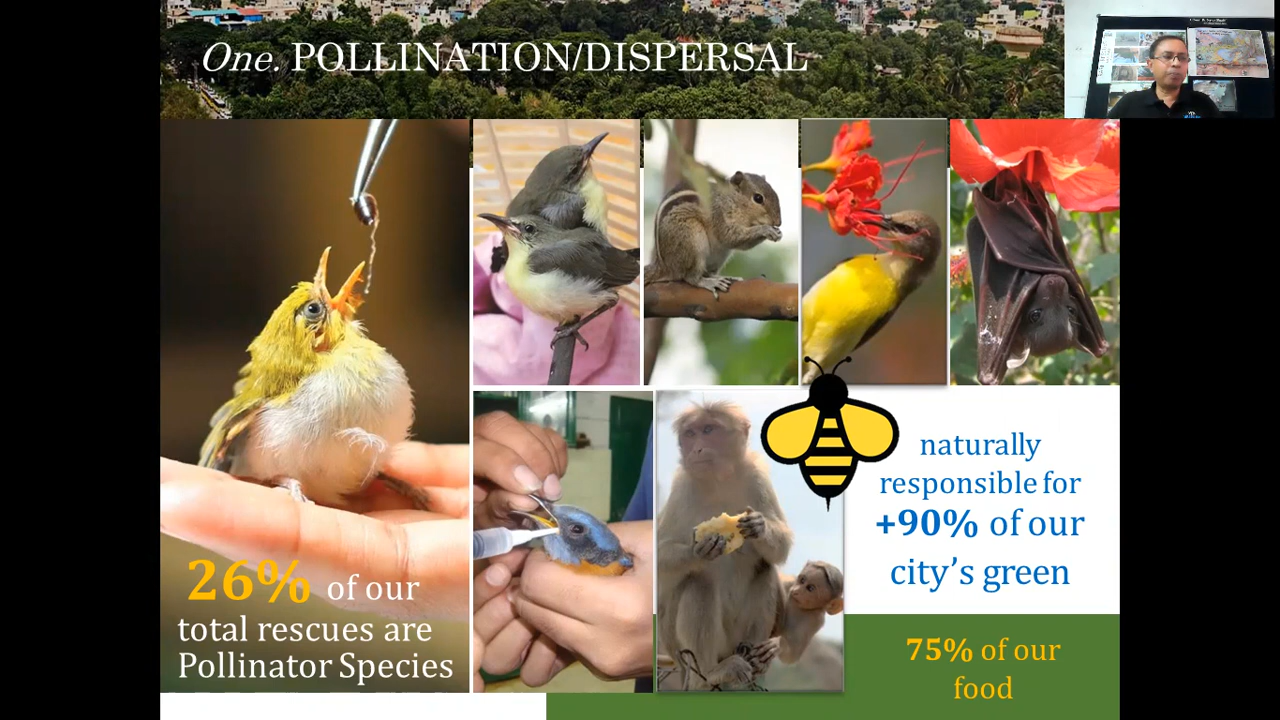 One. POLLINATION/DISPERSAL
26% of our
total rescues are
Pollinator Species
naturally
responsible for
+90% of our
city's green
75% of our
food